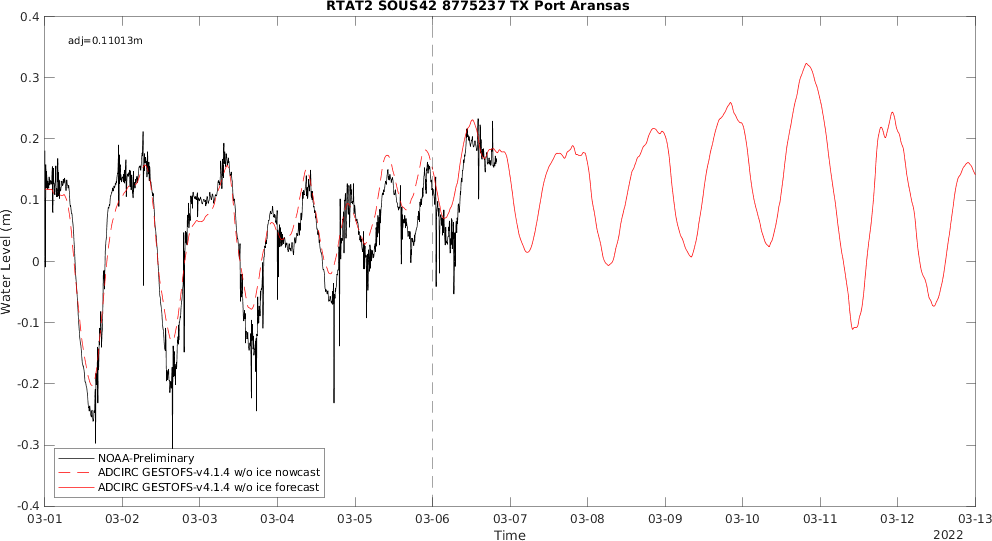 RTAT2 SOUS42 8775237 TX Port Aransas
adj=0.11013m
Water Level (m)
0.4
0.3
0.2
0.1
0
-0.1
-0.2
-0.3
-0.4
NOAA-Preliminary
ADCIRC GESTOFS-v4.1.4 w/o ice nowcast
ADCIRC GESTOFS-v4.1.4 w/o ice forecast
03-01 03-02 03-03 03-04 03-05 03-06 03-07 03-08 03-09 03-10 03-11 03-12 03-13
Time
2022